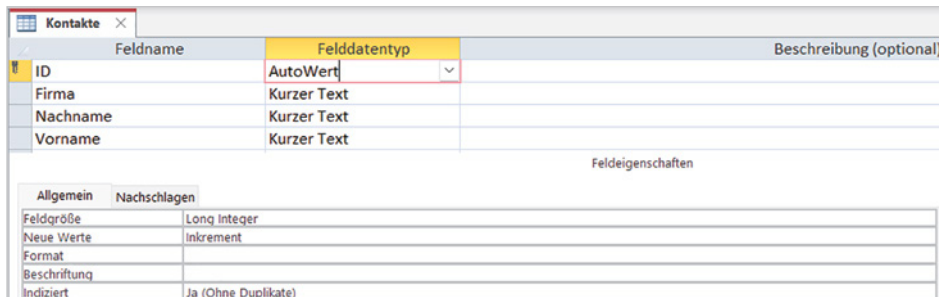 Kontakte
Feldname Felddatentyp Beschreibung (optional)
ID AutoWert
Firma Kurzer Text
Nachname Kurzer Text
Vorname Kurzer Text
Feldeigenschaften
Allgemein Nachschlagen
Feldgröße Long Integer
Neue Werte Inkrement
Format
Beschriftung
Indiziert Ja (Ohne Duplikate)